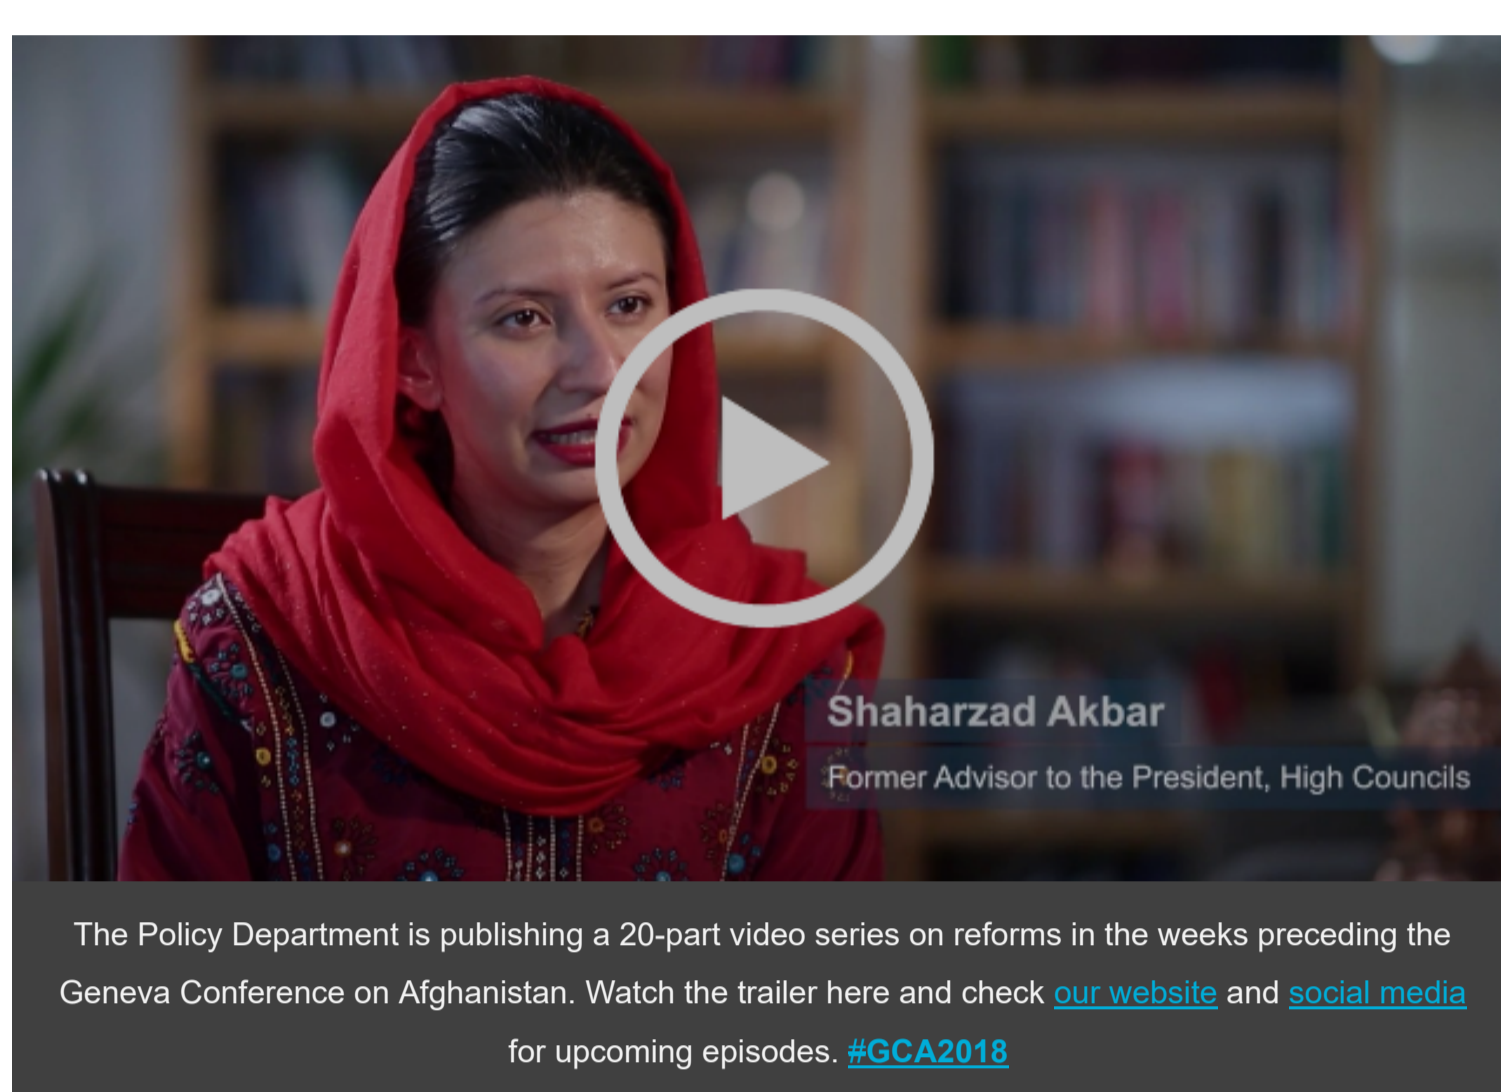 Shaharzad Akbar
Former Advisor to the President, High Councils
The Policy Department is publishing a 20-part video series on reforms in the weeks preceding the
Geneva Conference on Afghanistan. Watch the trailer here and check our website and social media
for upcoming episodes. #GCA2018